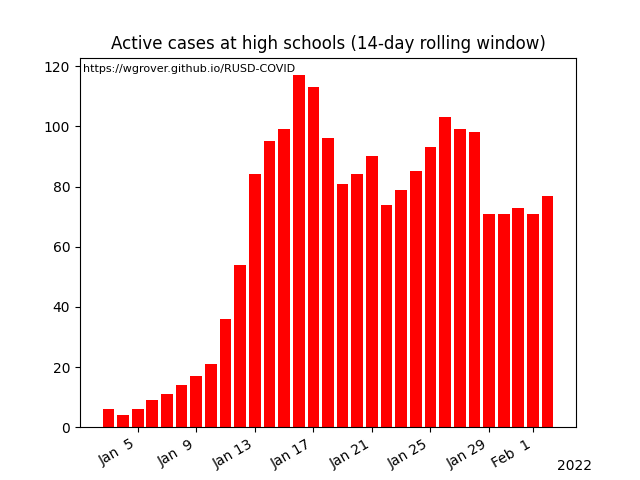 Active cases at high schools (14-day rolling window)
https://wgrover.github.io/RUSD-COVID
120
100
80
60
40
20
0
Jan 5
Jan 9
Jan 13
Jan 17
Jan 21
Jan 25
Jan 29
Feb 1
2022